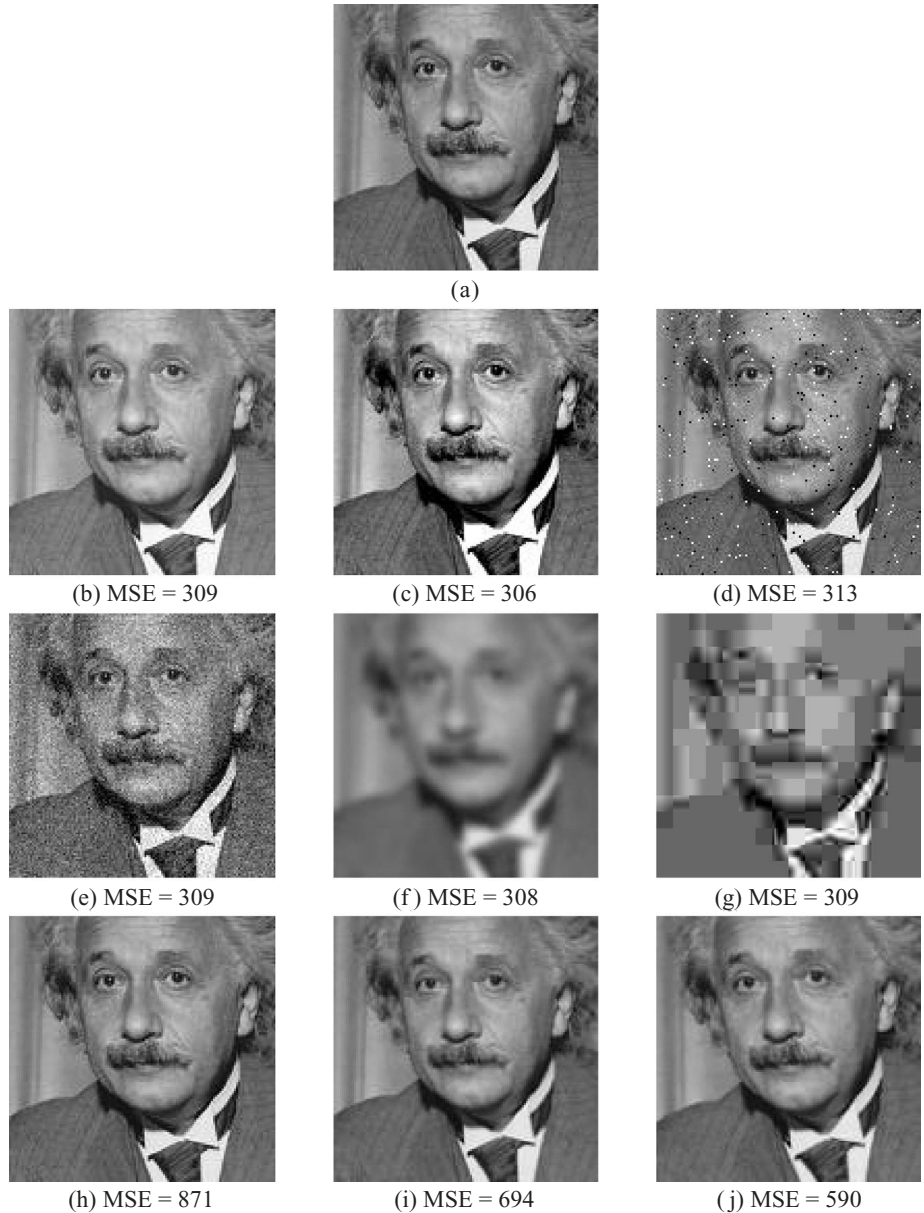 (a)
(b) MSE = 309
(c) MSE = 306
(d) MSE = 313
(e) MSE = 309
(f) MSE = 308
(g) MSE = 309
(h) MSE = 871
(i) MSE = 694
(j) MSE = 590